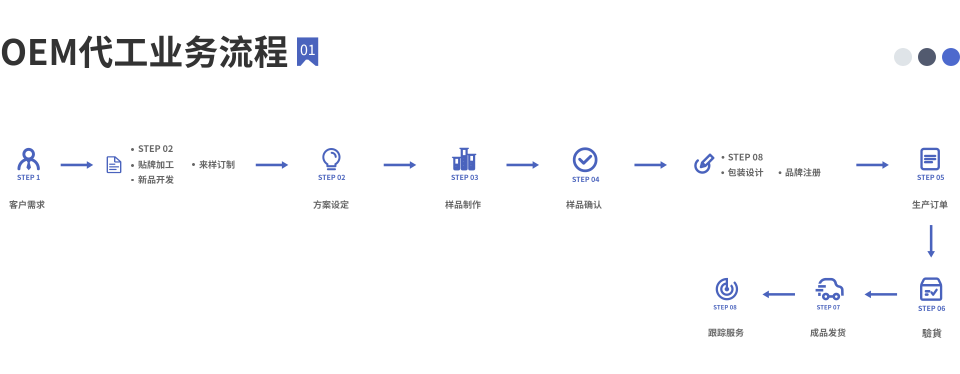 OEM代工业务流程 01
STEP 1
客户需求
• STEP 02
• 贴牌加工 • 来样订制
• 新品开发
STEP 02
方案设定
STEP 03
样品制作
STEP 04
样品确认
• STEP 08
• 包装设计 • 品牌注册
STEP 05
生产订单
STEP 06
驗貨
STEP 07
成品发货
STEP 08
跟踪服务